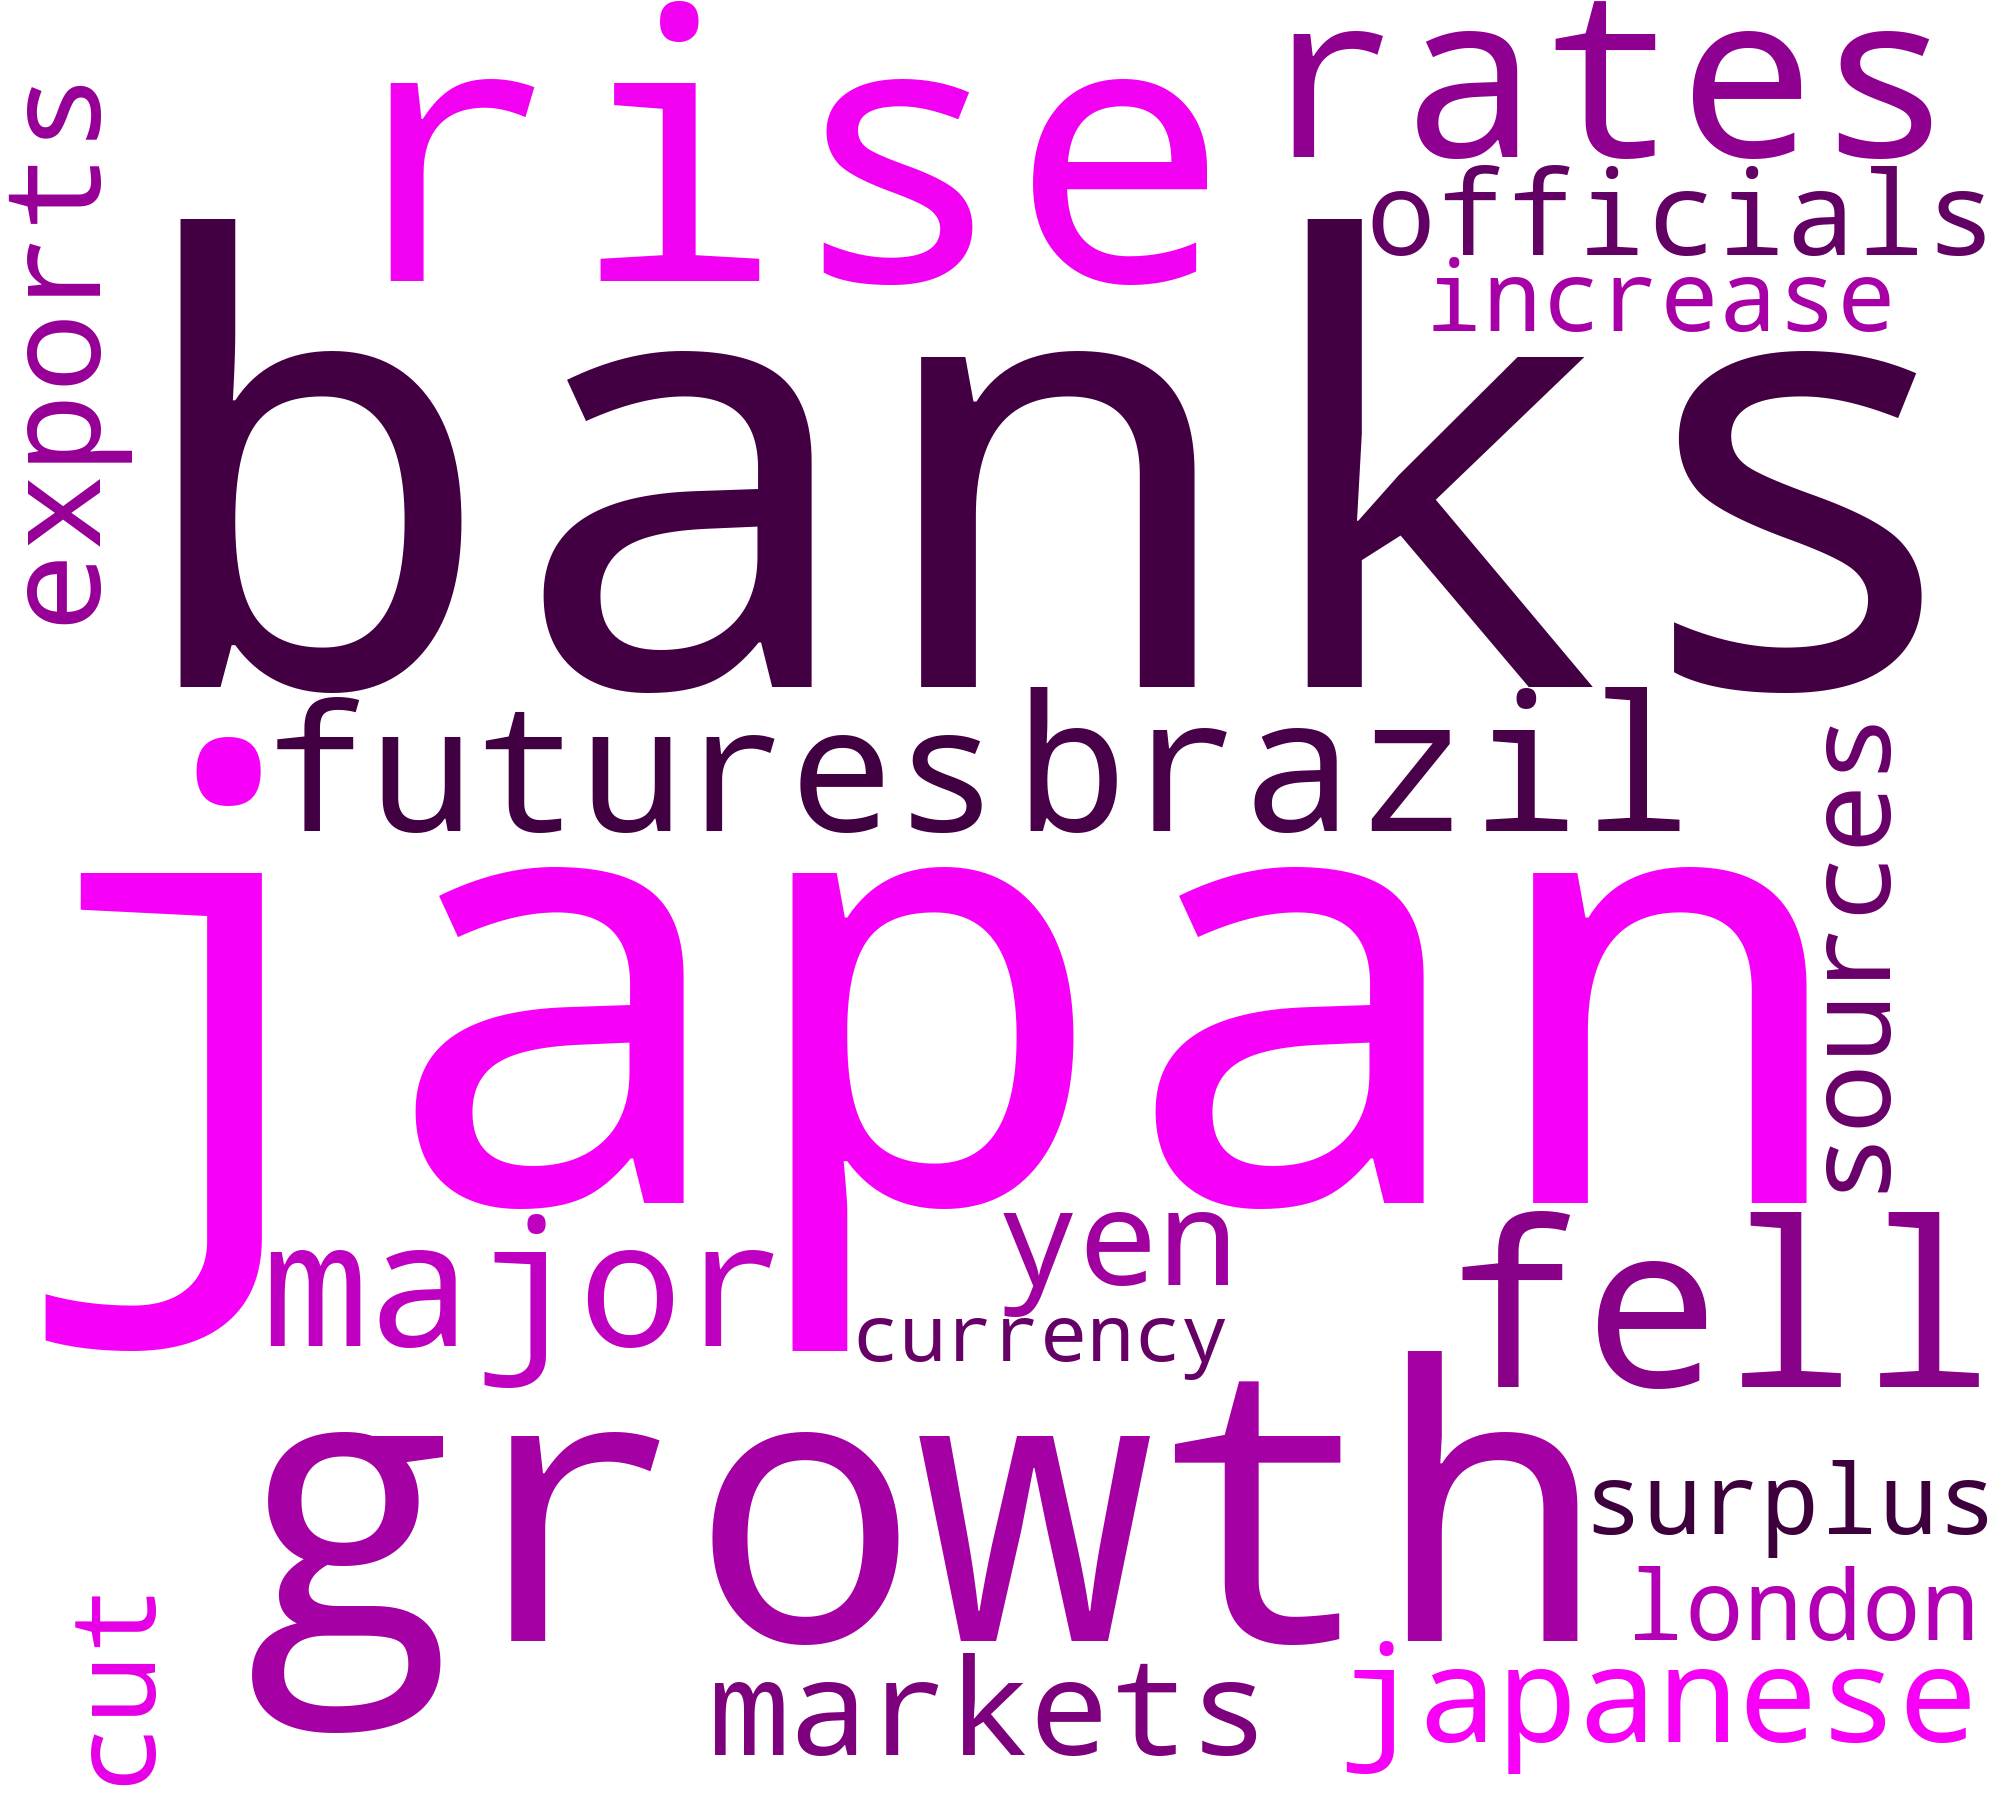 rise
rates
exports
officials
increase
banks
futures
brazil
sources
japan
major
yen
currency
fell
growth
surplus
london
cut
markets
japanese